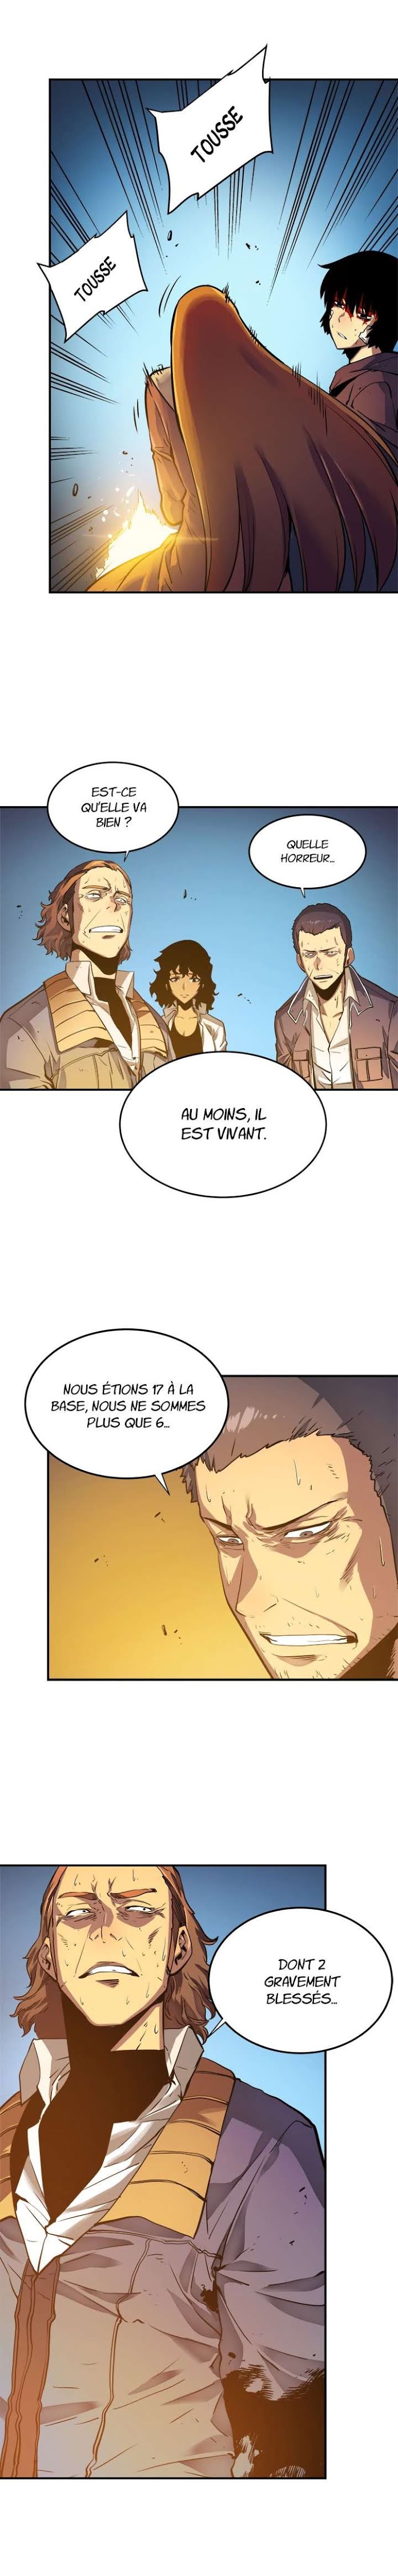 TOUSSE
TOUSSE
EST-CE
QU'ELLE VA
BIEN ?
QUELLE
HORREUR...
AU MOINS, IL
EST VIVANT.
NOUS ÉTIONS 17 À LA
BASE, NOUS NE SOMMES
PLUS QUE 6...
DONT 2
GRAVEMENT
BLESSÉS...